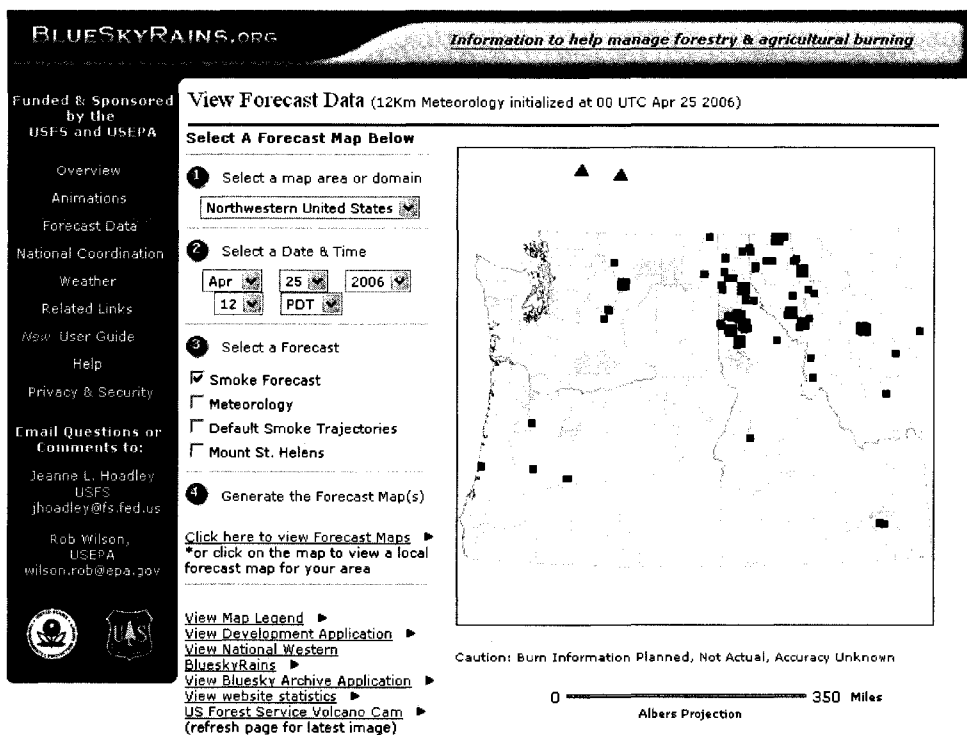 BLUESKYRAINS.ORG
Information to help manage forestry & agricultural burning
Funded & Sponsored
by the
USFS and USEPA
Overview
Animations
Forecast Data
National Coordination
Weather
Related Links
New User Guide
Help
Privacy & Security
Email Questions or
Comments to:
Jeanne L. Hoadley
USFS
jhoadley@fs.fed.us
Rob Wilson,
USEPA
wilson.rob@epa.gov
UAS
View Forecast Data (12Km Meteorology initialized at 00 UTC Apr 25 2006)
Select A Forecast Map Below
1 Select a map area or domain
Northwestern United States
2 Select a Date & Time
Apr 25 2006
12 PDT
3 Select a Forecast
Smoke Forecast
Meteorology
Default Smoke Trajectories
Mount St. Helens
4 Generate the Forecast Map(s)
Click here to view Forecast Maps
*or click on the map to view a local
forecast map for your area
View Map Legend
View Development Application
View National Western
BlueskyRains
View Bluesky Archive Application
View website statistics
US Forest Service Volcano Cam
(refresh page for latest image)
Caution: Burn Information Planned, Not Actual, Accuracy Unknown
0 350 Miles
Albers Projection